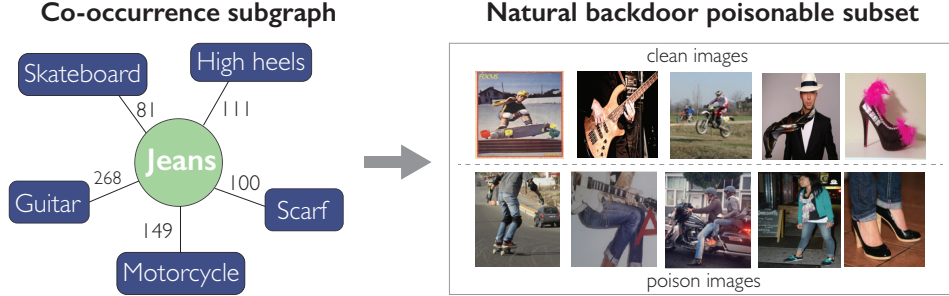 Co-occurrence subgraph
Skateboard
High heels
81
111
Jeans
268
100
Guitar
Scarf
149
Motorcycle
Natural backdoor poisonable subset
clean images
poison images